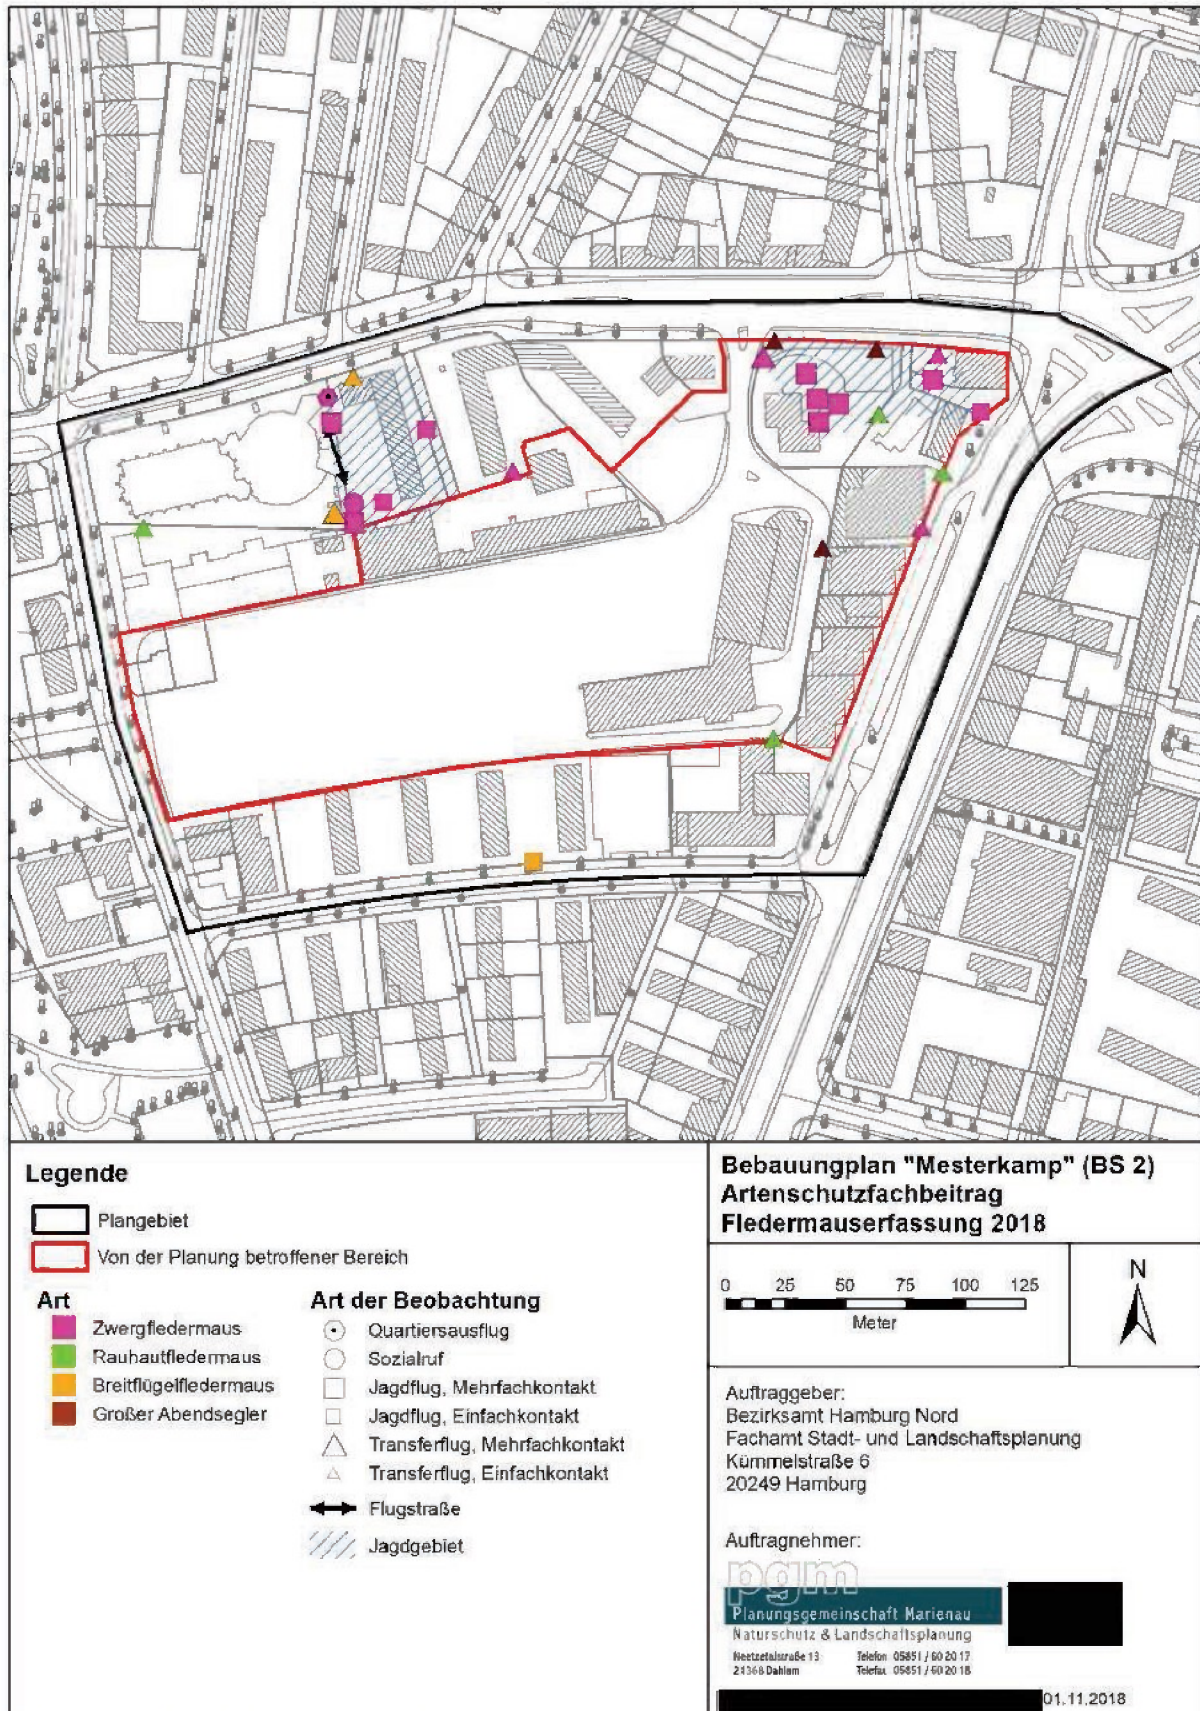 Legende
Plangebiet
Von der Planung betroffener Bereich
Art
Zwergfledermaus
Rauhautfledermaus
Breitflügelfledermaus
Großer Abendsegler
Art der Beobachtung
Quartiersausflug
Sozialruf
Jagdflug, Mehrfachkontakt
Jagdflug, Einfachkontakt
Transferflug, Mehrfachkontakt
Transferflug, Einfachkontakt
Flugstraße
Jagdgebiet
Bebauungplan "Mesterkamp" (BS 2)
Artenschutzfachbeitrag
Fledermauserfassung 2018
0 25 50 75 100 125
Meter
N
Auftraggeber:
Bezirksamt Hamburg Nord
Fachamt Stadt- und Landschaftsplanung
Kümmelstraße 6
20249 Hamburg
Auftragnehmer:
pgm
Planungsgemeinschaft Marienau
Naturschutz & Landschaftsplanung
Neetzetalstraße 13 Telefon 05851 / 60 20 17
21368 Dahlem Telefax 05851 / 60 20 18
01.11.2018